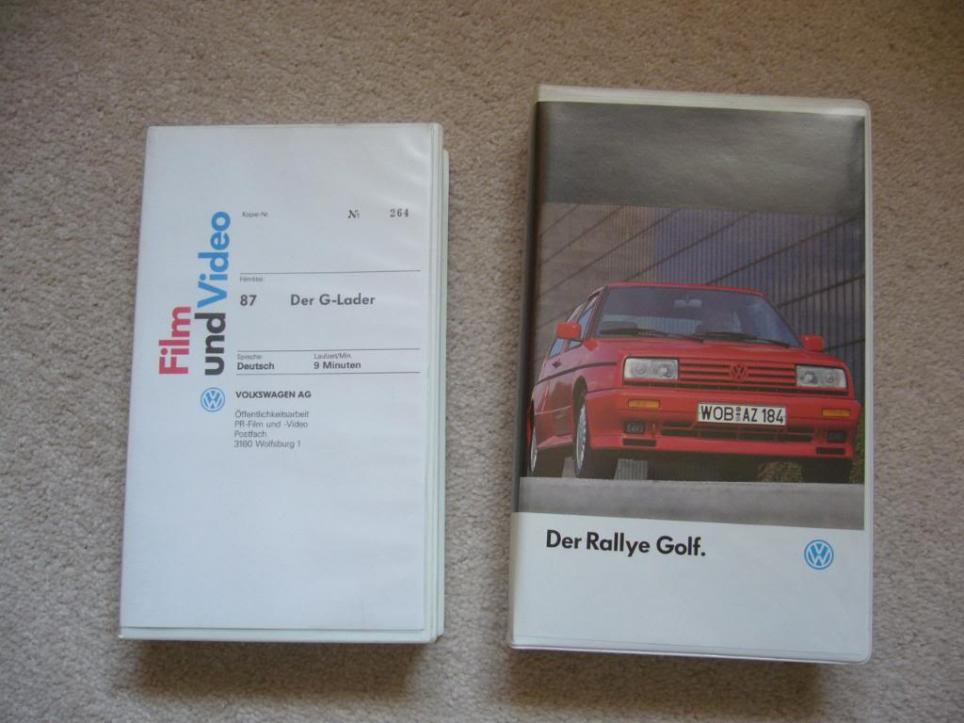 Film
und Video
Kopie-Nr.
№ 264
Filmtitel
87 Der G-Lader
Sprache Laufzeit/Min.
Deutsch 9 Minuten
VOLKSWAGEN AG
Öffentlichkeitsarbeit
PR-Film und -Video
Postfach
3180 Wolfsburg 1
WOB AZ 184
Der Rallye Golf.